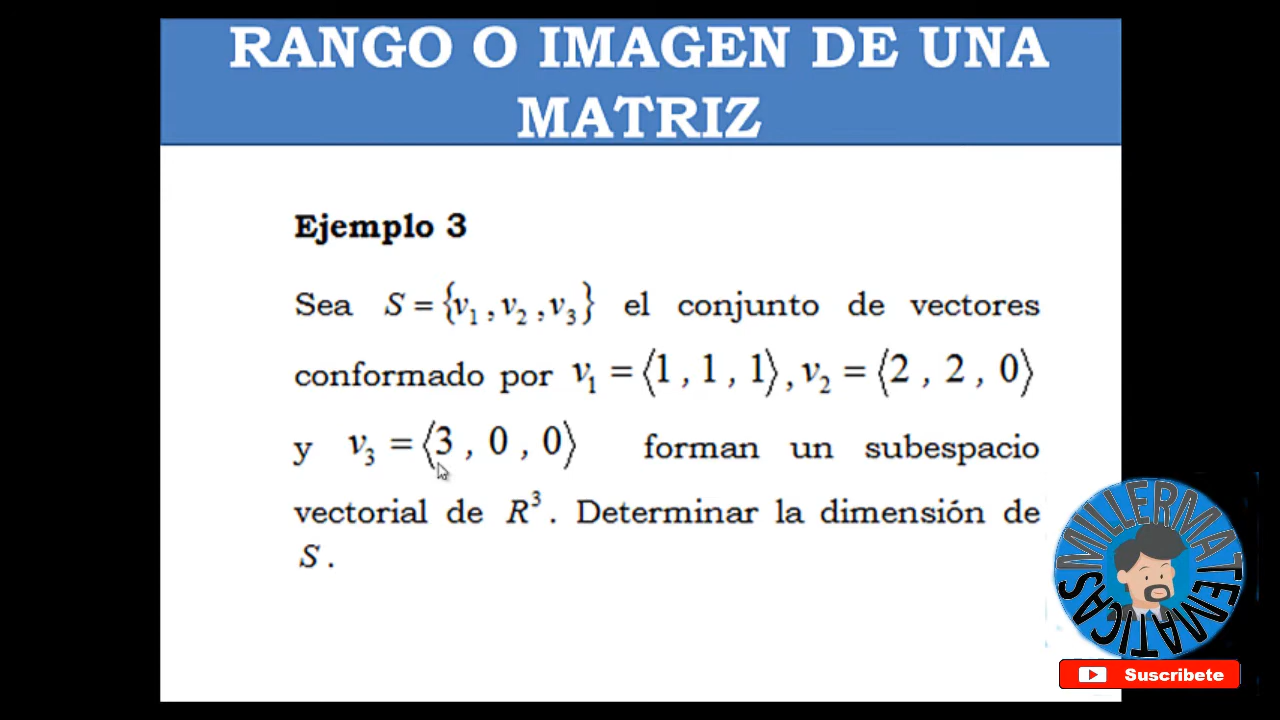 RANGO O IMAGEN DE UNA
MATRIZ
Ejemplo 3
Sea S = {v₁ , v₂ , v₃} el conjunto de vectores
conformado por v₁ = ⟨1 , 1 , 1⟩ , v₂ = ⟨2 , 2 , 0⟩
y v₃ = ⟨3 , 0 , 0⟩ forman un subespacio
vectorial de R³ . Determinar la dimensión de
S .
MILLERMATEMATICAS
Suscribete